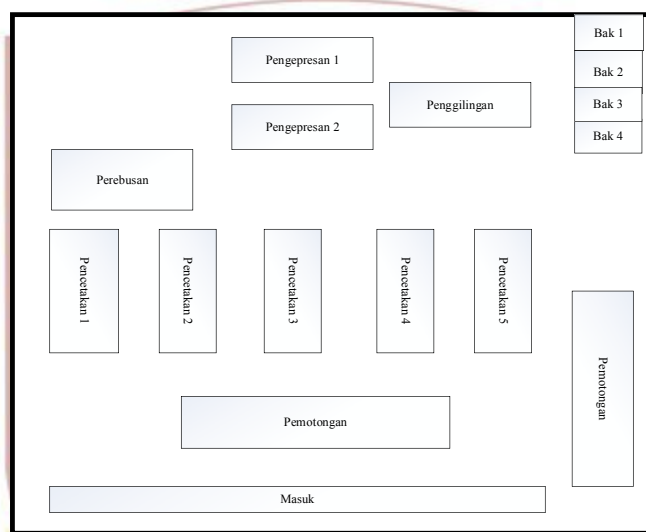 Bak 1
Pengepresan 1
Bak 2
Penggilingan
Bak 3
Pengepresan 2
Bak 4
Perebusan
Pencetakan 1
Pencetakan 2
Pencetakan 3
Pencetakan 4
Pencetakan 5
Pemotongan
Pemotongan
Masuk